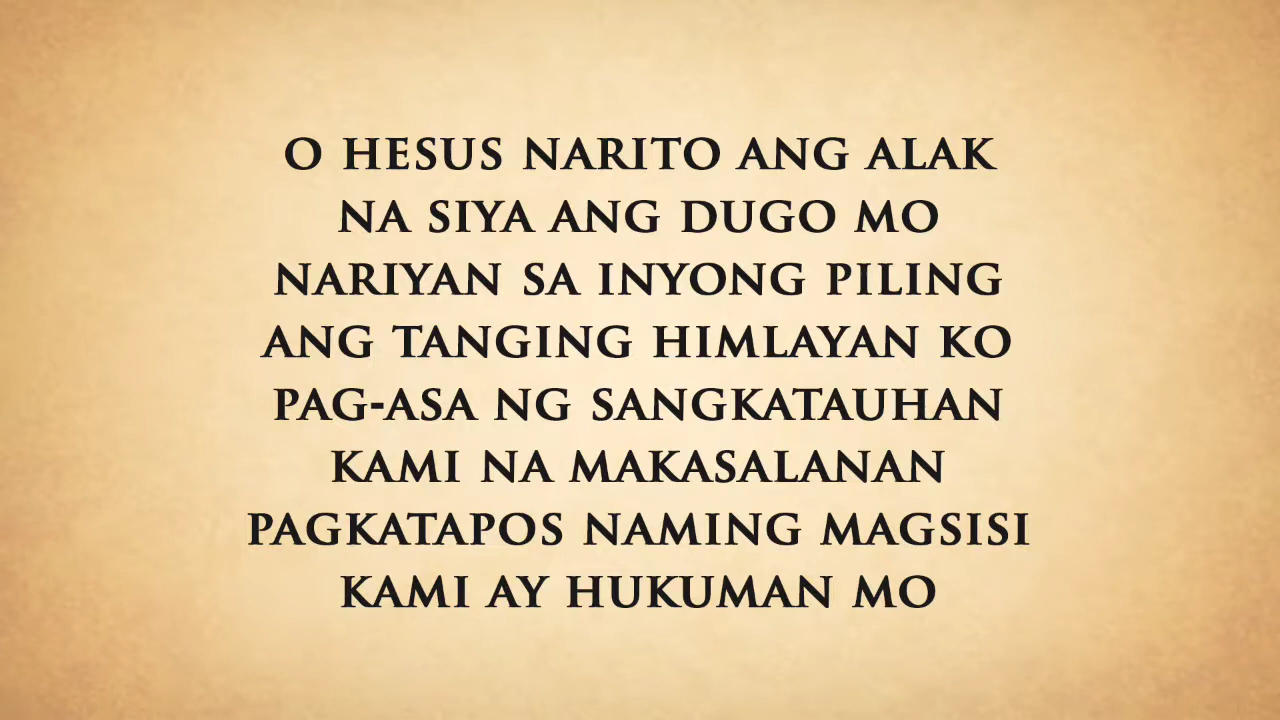 O HESUS NARITO ANG ALAK
NA SIYA ANG DUGO MO
NARIYAN SA INYONG PILING
ANG TANGING HIMLAYAN KO
PAG-ASA NG SANGKATAUHAN
KAMI NA MAKASALANAN
PAGKATAPOS NAMING MAGSISI
KAMI AY HUKUMAN MO